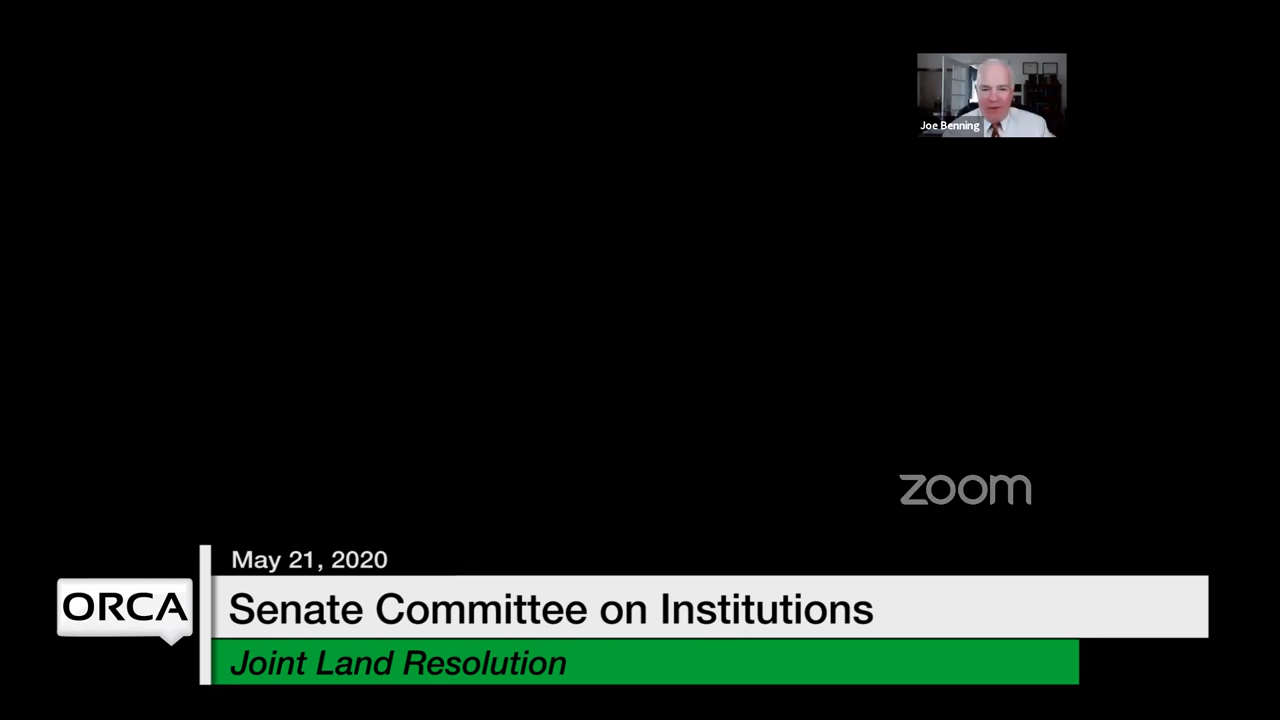 Joe Benning
zoom
May 21, 2020
ORCA
Senate Committee on Institutions
Joint Land Resolution